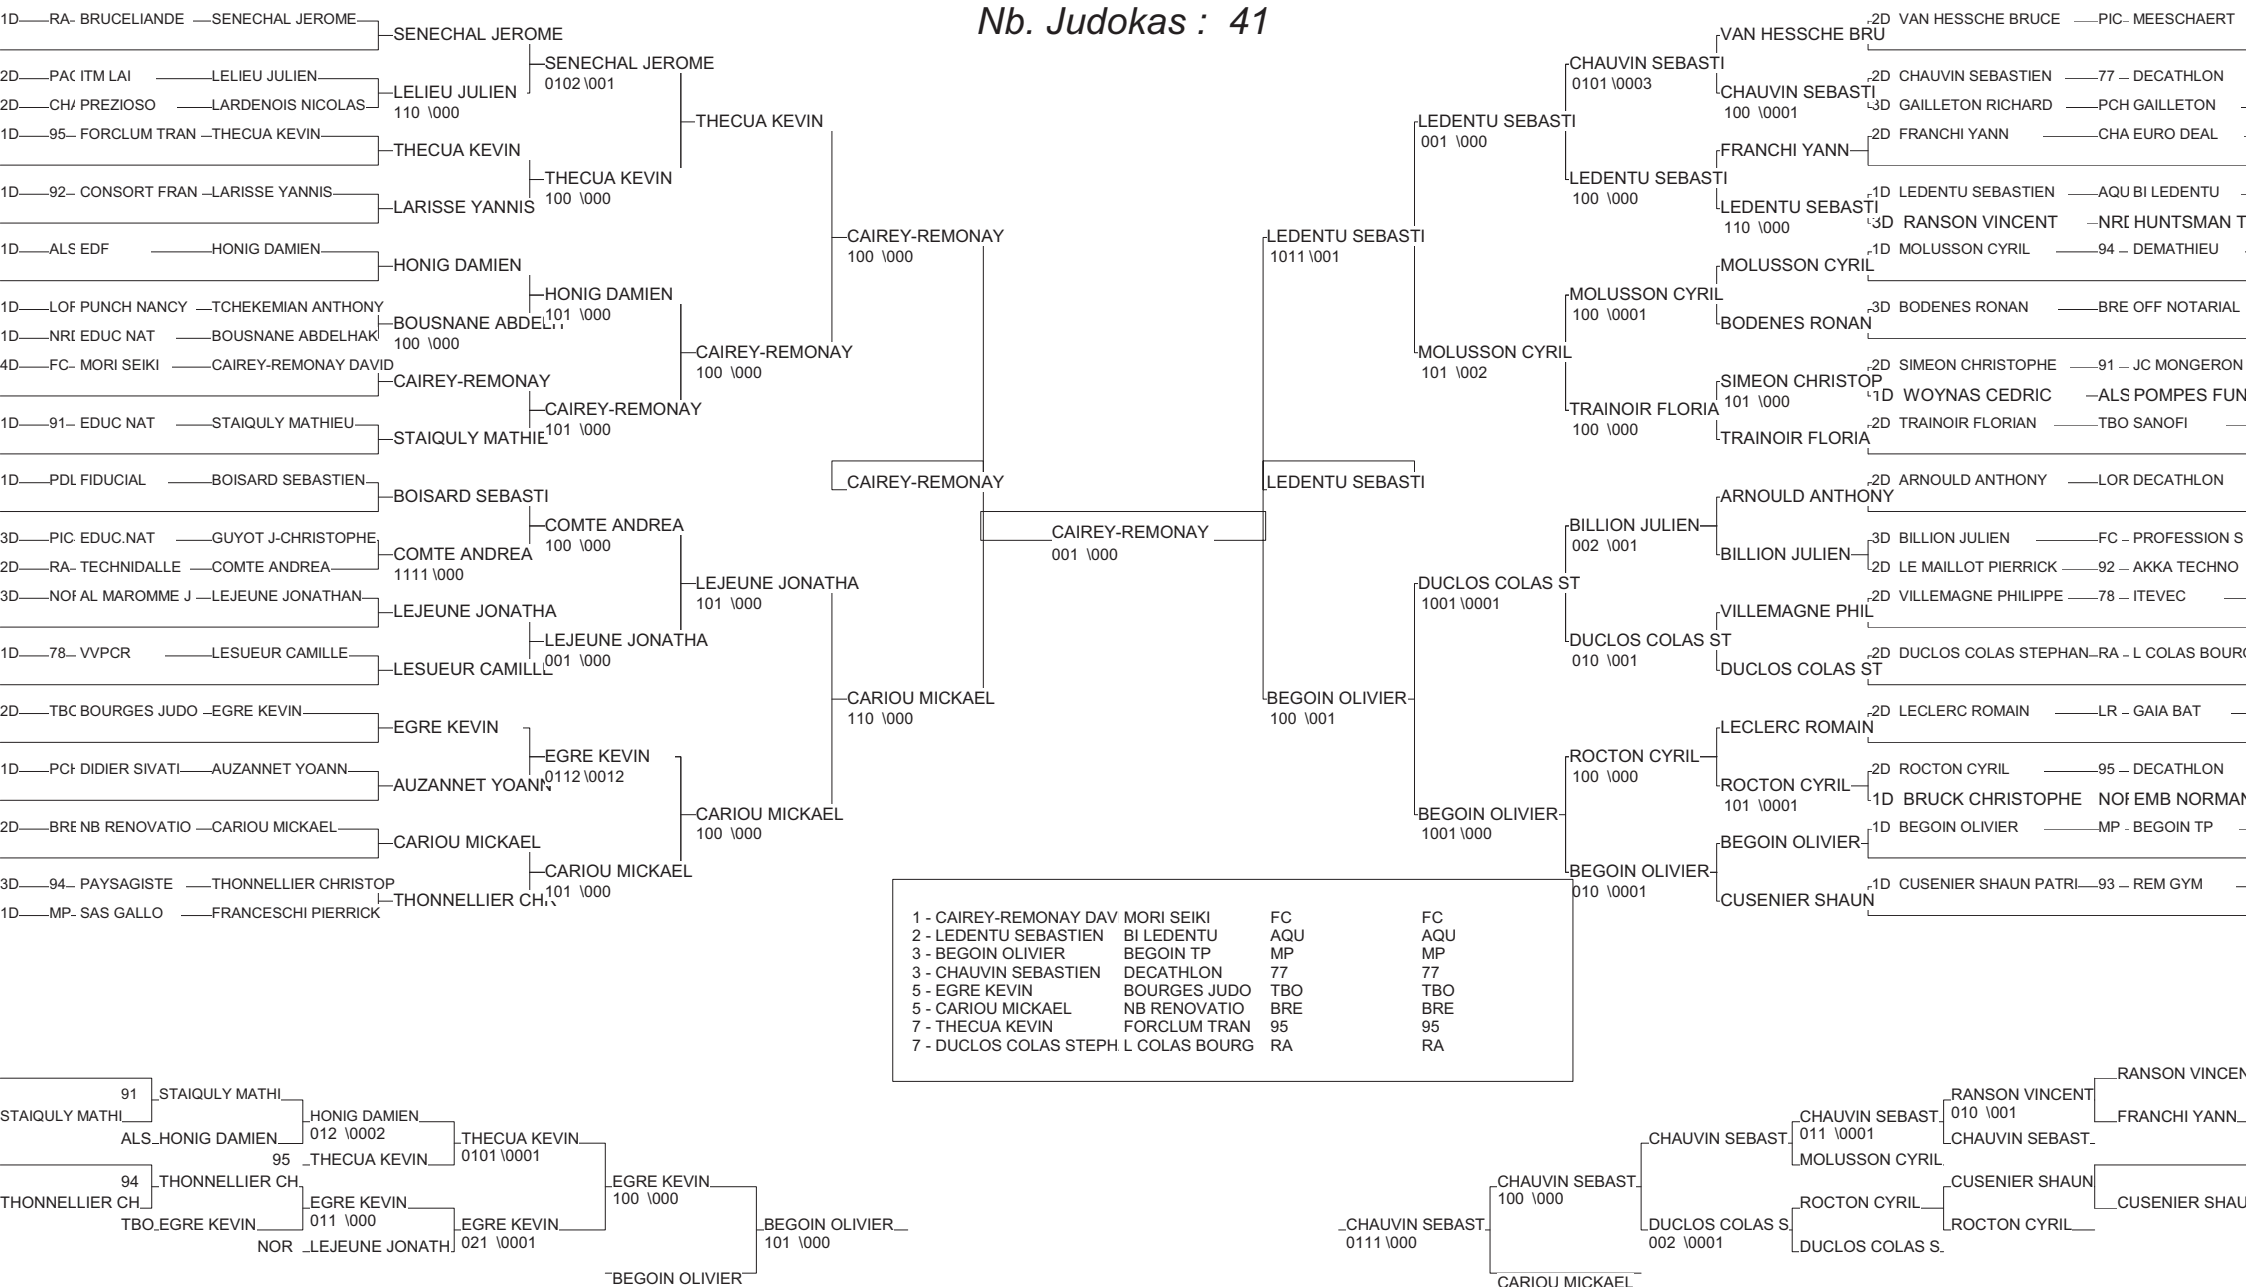 Nb. Judokas : 41
1D RA BRUCELIANDE SENECHAL JEROME
2D PAC ITM LAI LELIEU JULIEN
2D CHA PREZIOSO LARDENOIS NICOLAS
1D 95 FORCLUM TRAN THECUA KEVIN
1D 92 CONSORT FRAN LARISSE YANNIS
1D ALS EDF HONIG DAMIEN
1D LOR PUNCH NANCY TCHEKEMIAN ANTHONY
1D NRD EDUC NAT BOUSNANE ABDELHAK
4D FC MORI SEIKI CAIREY-REMONAY DAVID
1D 91 EDUC NAT STAIQULY MATHIEU
1D PDL FIDUCIAL BOISARD SEBASTIEN
3D PIC EDUC.NAT GUYOT J-CHRISTOPHE
2D RA TECHNIDALLE COMTE ANDREA
3D NOR AL MAROMME J LEJEUNE JONATHAN
1D 78 VVPCR LESUEUR CAMILLE
2D TBO BOURGES JUDO EGRE KEVIN
1D PCH DIDIER SIVATI AUZANNET YOANN
2D BRE NB RENOVATIO CARIOU MICKAEL
3D 94 PAYSAGISTE THONNELLIER CHRISTOP
1D MP SAS GALLO FRANCESCHI PIERRICK
SENECHAL JEROME
LELIEU JULIEN
110 \000
THECUA KEVIN
LARISSE YANNIS
HONIG DAMIEN
BOUSNANE ABDELH
100 \000
CAIREY-REMONAY
STAIQULY MATHIE
BOISARD SEBASTI
COMTE ANDREA
1111 \000
LEJEUNE JONATHA
LESUEUR CAMILLE
EGRE KEVIN
AUZANNET YOANN
CARIOU MICKAEL
THONNELLIER CHR
SENECHAL JEROME
0102 \001
THECUA KEVIN
100 \000
HONIG DAMIEN
101 \000
CAIREY-REMONAY
101 \000
COMTE ANDREA
100 \000
LEJEUNE JONATHA
001 \000
EGRE KEVIN
0112 \0012
CARIOU MICKAEL
101 \000
THECUA KEVIN
CAIREY-REMONAY
100 \000
LEJEUNE JONATHA
101 \000
CARIOU MICKAEL
100 \000
CAIREY-REMONAY
100 \000
CARIOU MICKAEL
110 \000
CAIREY-REMONAY
CAIREY-REMONAY
001 \000
LEDENTU SEBASTI
LEDENTU SEBASTI
1011 \001
BEGOIN OLIVIER
100 \001
LEDENTU SEBASTI
001 \000
MOLUSSON CYRIL
101 \002
DUCLOS COLAS ST
1001 \0001
BEGOIN OLIVIER
1001 \000
CHAUVIN SEBASTI
0101 \0003
LEDENTU SEBASTI
100 \000
MOLUSSON CYRIL
100 \0001
TRAINOIR FLORIA
100 \000
BILLION JULIEN
002 \001
DUCLOS COLAS ST
010 \001
ROCTON CYRIL
100 \000
BEGOIN OLIVIER
010 \0001
VAN HESSCHE BRU
CHAUVIN SEBASTI
100 \0001
FRANCHI YANN
LEDENTU SEBASTI
110 \000
MOLUSSON CYRIL
BODENES RONAN
SIMEON CHRISTOP
101 \000
TRAINOIR FLORIA
ARNOULD ANTHONY
BILLION JULIEN
VILLEMAGNE PHIL
DUCLOS COLAS ST
LECLERC ROMAIN
ROCTON CYRIL
101 \0001
BEGOIN OLIVIER
CUSENIER SHAUN
2D VAN HESSCHE BRUCE PIC MEESCHAERT
2D CHAUVIN SEBASTIEN 77 DECATHLON
3D GAILLETON RICHARD PCH GAILLETON
2D FRANCHI YANN CHA EURO DEAL
1D LEDENTU SEBASTIEN AQU BI LEDENTU
3D RANSON VINCENT NRD HUNTSMAN T
1D MOLUSSON CYRIL 94 DEMATHIEU
3D BODENES RONAN BRE OFF NOTARIAL
2D SIMEON CHRISTOPHE 91 JC MONGERON
1D WOYNAS CEDRIC ALS POMPES FUN
2D TRAINOIR FLORIAN TBO SANOFI
2D ARNOULD ANTHONY LOR DECATHLON
3D BILLION JULIEN FC PROFESSION S
2D LE MAILLOT PIERRICK 92 AKKA TECHNO
2D VILLEMAGNE PHILIPPE 78 ITEVEC
2D DUCLOS COLAS STEPHAN RA L COLAS BOURG
2D LECLERC ROMAIN LR GAIA BAT
2D ROCTON CYRIL 95 DECATHLON
1D BRUCK CHRISTOPHE NOR EMB NORMAN
1D BEGOIN OLIVIER MP BEGOIN TP
1D CUSENIER SHAUN PATRI 93 REM GYM
1 - CAIREY-REMONAY DAV MORI SEIKI FC FC
2 - LEDENTU SEBASTIEN BI LEDENTU AQU AQU
3 - BEGOIN OLIVIER BEGOIN TP MP MP
3 - CHAUVIN SEBASTIEN DECATHLON 77 77
5 - EGRE KEVIN BOURGES JUDO TBO TBO
5 - CARIOU MICKAEL NB RENOVATIO BRE BRE
7 - THECUA KEVIN FORCLUM TRAN 95 95
7 - DUCLOS COLAS STEPH L COLAS BOURG RA RA
STAIQULY MATHI
THONNELLIER CH
91 STAIQULY MATHI
ALS HONIG DAMIEN
94 THONNELLIER CH
TBO EGRE KEVIN
HONIG DAMIEN
012 \0002
95 THECUA KEVIN
EGRE KEVIN
011 \000
NOR LEJEUNE JONATH
THECUA KEVIN
0101 \0001
EGRE KEVIN
021 \0001
EGRE KEVIN
100 \000
BEGOIN OLIVIER
BEGOIN OLIVIER
101 \000
CHAUVIN SEBAST
0111 \000
CHAUVIN SEBAST
100 \000
CARIOU MICKAEL
CHAUVIN SEBAST
DUCLOS COLAS S
002 \0001
CHAUVIN SEBAST
011 \0001
MOLUSSON CYRIL
ROCTON CYRIL
DUCLOS COLAS S
RANSON VINCENT
010 \001
CHAUVIN SEBAST
CUSENIER SHAUN
ROCTON CYRIL
RANSON VINCEN
FRANCHI YANN
CUSENIER SHAU